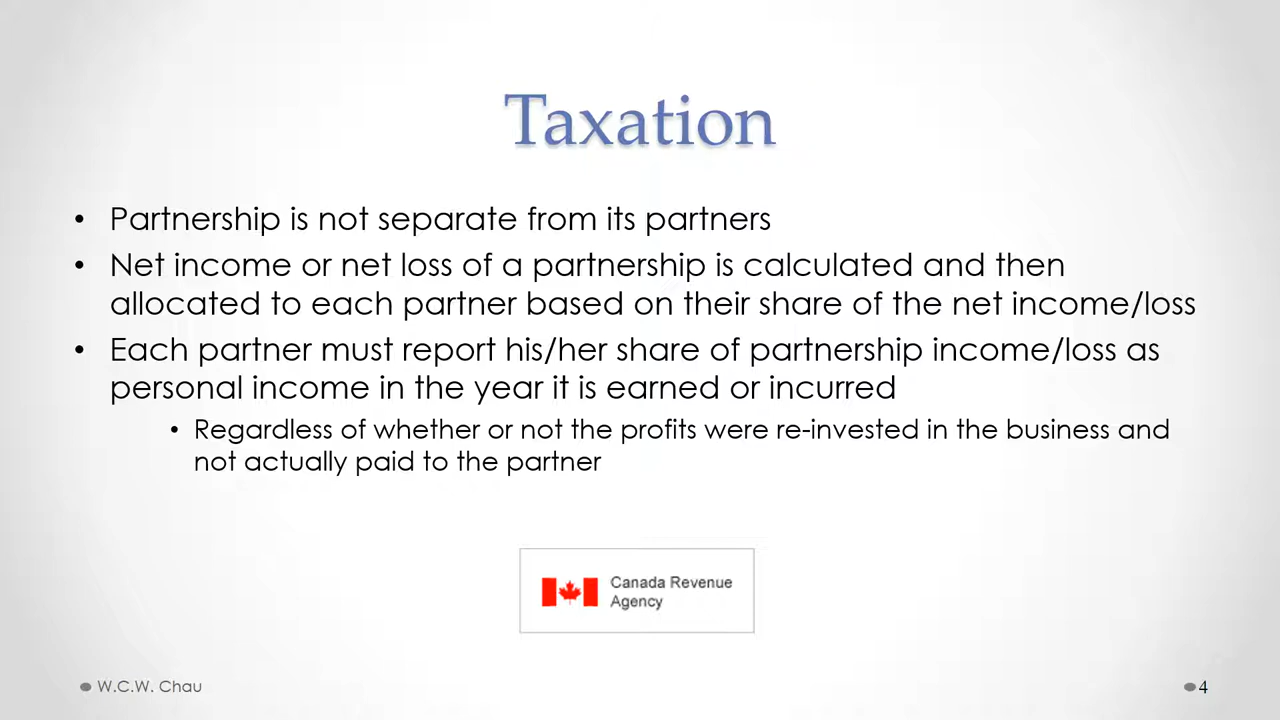 Taxation
• Partnership is not separate from its partners
• Net income or net loss of a partnership is calculated and then
allocated to each partner based on their share of the net income/loss
• Each partner must report his/her share of partnership income/loss as
personal income in the year it is earned or incurred
• Regardless of whether or not the profits were re-invested in the business and
not actually paid to the partner
Canada Revenue
Agency
W.C.W. Chau
4